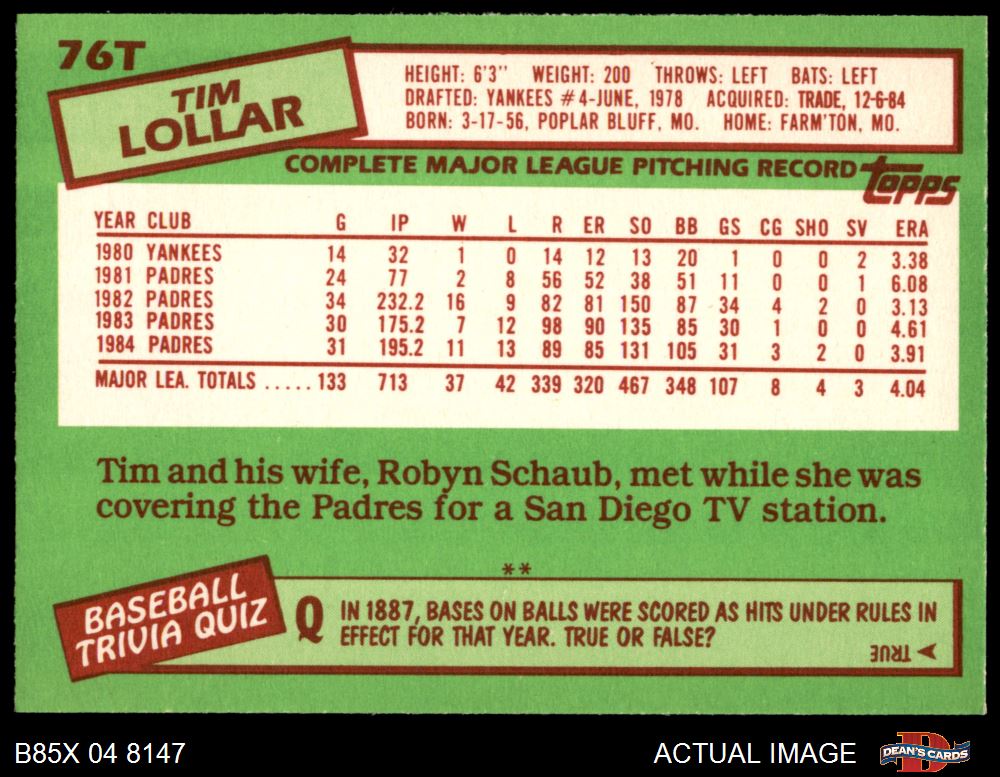 76T
TIM
LOLLAR
HEIGHT: 6'3" WEIGHT: 200 THROWS: LEFT BATS: LEFT
DRAFTED: YANKEES #4-JUNE, 1978 ACQUIRED: TRADE, 12-6-84
BORN: 3-17-56, POPLAR BLUFF, MO. HOME: FARM'TON, MO.
COMPLETE MAJOR LEAGUE PITCHING RECORD topps
YEAR CLUB G IP W L R ER SO BB GS CG SHO SV ERA
1980 YANKEES 14 32 1 0 14 12 13 20 1 0 0 2 3.38
1981 PADRES 24 77 2 8 56 52 38 51 11 0 0 1 6.08
1982 PADRES 34 232.2 16 9 82 81 150 87 34 4 2 0 3.13
1983 PADRES 30 175.2 7 12 98 90 135 85 30 1 0 0 4.61
1984 PADRES 31 195.2 11 13 89 85 131 105 31 3 2 0 3.91
MAJOR LEA. TOTALS ..... 133 713 37 42 339 320 467 348 107 8 4 3 4.04
Tim and his wife, Robyn Schaub, met while she was
covering the Padres for a San Diego TV station.
**
BASEBALL
TRIVIA QUIZ
Q IN 1887, BASES ON BALLS WERE SCORED AS HITS UNDER RULES IN
EFFECT FOR THAT YEAR. TRUE OR FALSE?
TRUE
B85X 04 8147 ACTUAL IMAGE DEAN'S CARDS